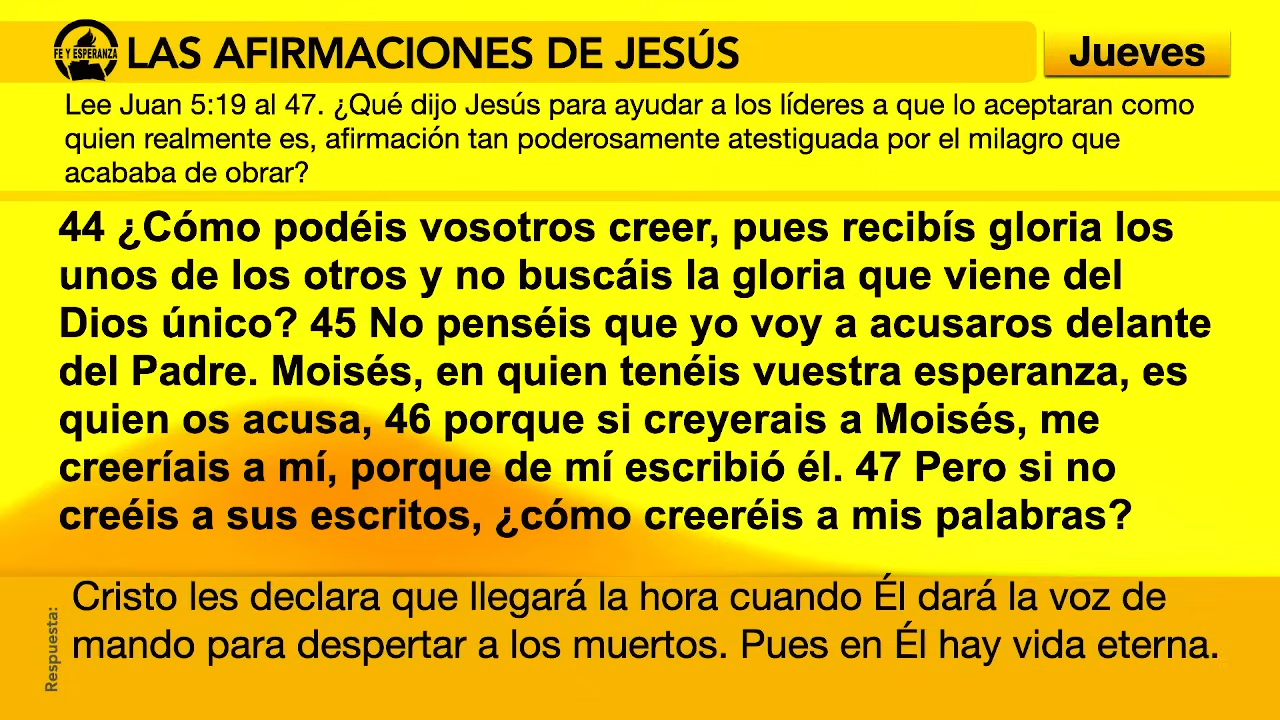 FE Y ESPERANZA
LAS AFIRMACIONES DE JESÚS
Jueves
Lee Juan 5:19 al 47. ¿Qué dijo Jesús para ayudar a los líderes a que lo aceptaran como
quien realmente es, afirmación tan poderosamente atestiguada por el milagro que
acababa de obrar?
44 ¿Cómo podéis vosotros creer, pues recibís gloria los
unos de los otros y no buscáis la gloria que viene del
Dios único? 45 No penséis que yo voy a acusaros delante
del Padre. Moisés, en quien tenéis vuestra esperanza, es
quien os acusa, 46 porque si creyerais a Moisés, me
creeríais a mí, porque de mí escribió él. 47 Pero si no
creéis a sus escritos, ¿cómo creeréis a mis palabras?
Respuesta:
Cristo les declara que llegará la hora cuando Él dará la voz de
mando para despertar a los muertos. Pues en Él hay vida eterna.